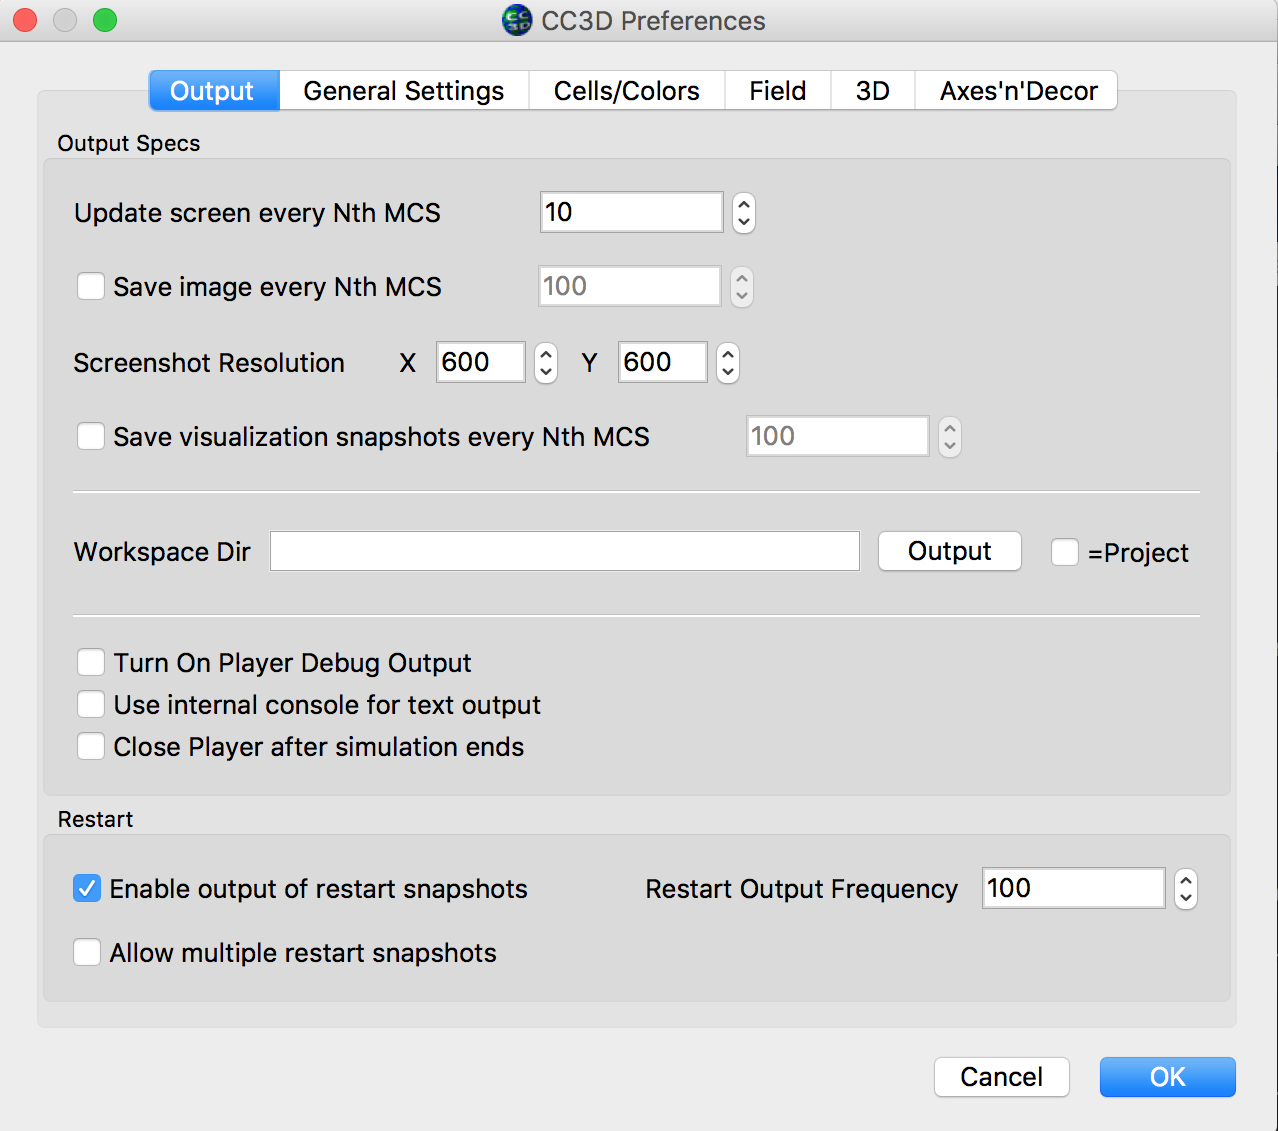 CC3D Preferences
Output General Settings Cells/Colors Field 3D Axes'n'Decor
Output Specs
Update screen every Nth MCS 10
Save image every Nth MCS 100
Screenshot Resolution X 600 Y 600
Save visualization snapshots every Nth MCS 100
Workspace Dir Output =Project
Turn On Player Debug Output
Use internal console for text output
Close Player after simulation ends
Restart
Enable output of restart snapshots Restart Output Frequency 100
Allow multiple restart snapshots
Cancel OK